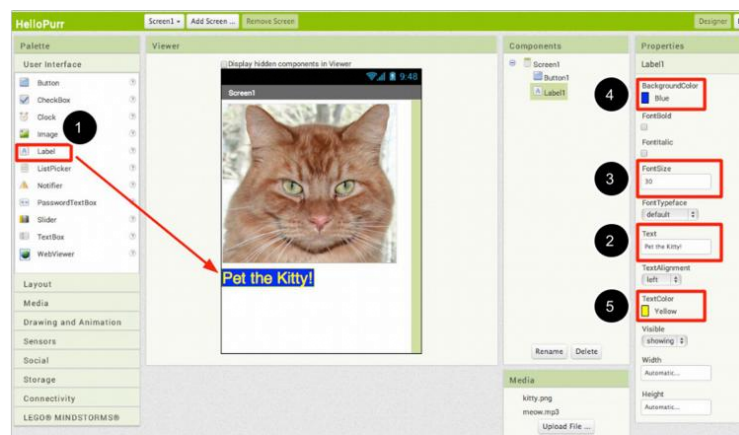 HelloPurr
Screen1
Add Screen ...
Remove Screen
Designer
Palette
Viewer
Components
Properties
User Interface
Button
CheckBox
Clock
Image
Label
ListPicker
Notifier
PasswordTextBox
Slider
TextBox
WebViewer
Layout
Media
Drawing and Animation
Sensors
Social
Storage
Connectivity
LEGO® MINDSTORMS®
1
Display hidden components in Viewer
9:48
Screen1
Pet the Kitty!
Screen1
Button1
Label1
Rename
Delete
Media
kitty.png
meow.mp3
Upload File ...
Label1
4
BackgroundColor
Blue
FontBold
FontItalic
3
FontSize
30
FontTypeface
default
2
Text
Pet the Kitty!
TextAlignment
left
5
TextColor
Yellow
Visible
showing
Width
Automatic...
Height
Automatic...